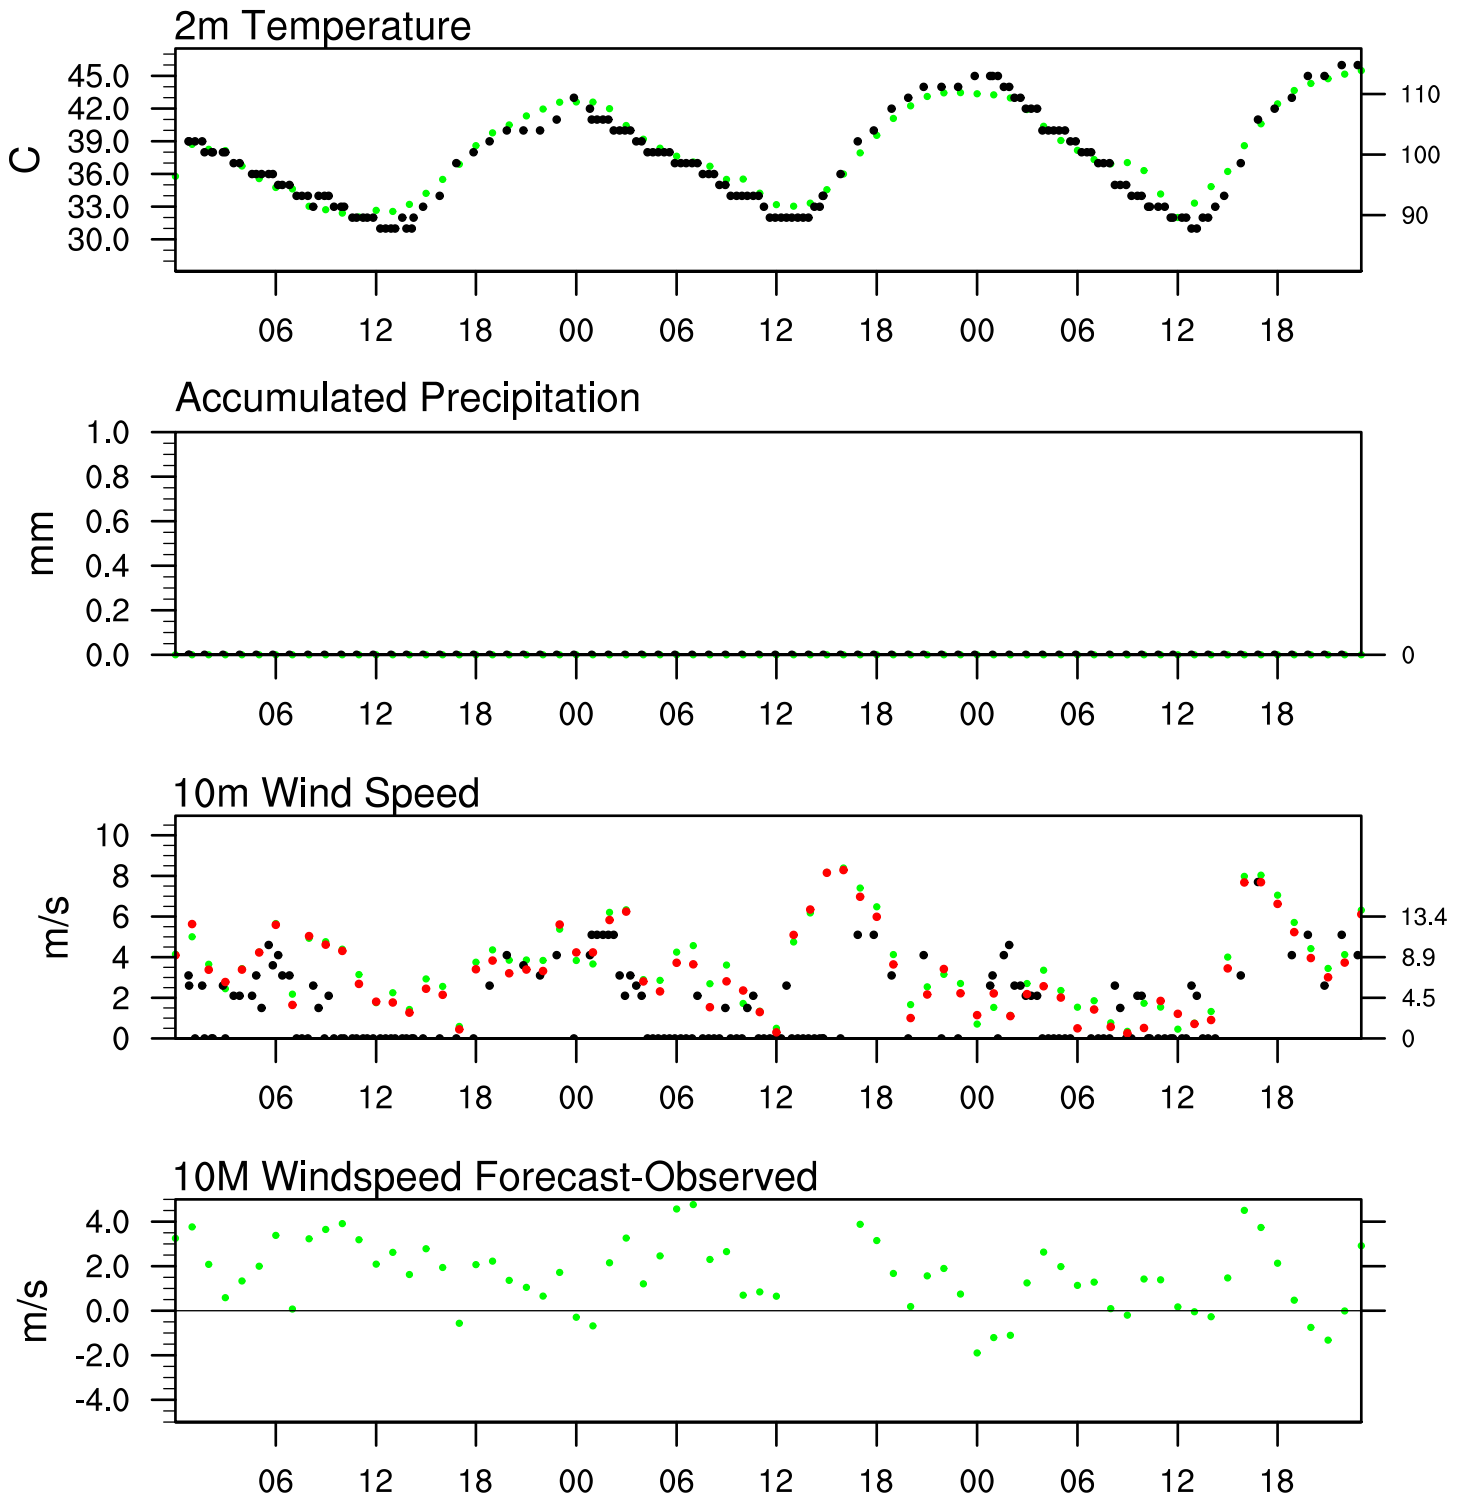 2m Temperature
C
45.0
42.0
39.0
36.0
33.0
30.0
110
100
90
06 12 18 00 06 12 18 00 06 12 18
Accumulated Precipitation
mm
1.0
0.8
0.6
0.4
0.2
0.0
0
06 12 18 00 06 12 18 00 06 12 18
10m Wind Speed
m/s
10
8
6
4
2
0
13.4
8.9
4.5
0
06 12 18 00 06 12 18 00 06 12 18
10M Windspeed Forecast-Observed
m/s
4.0
2.0
0.0
-2.0
-4.0
06 12 18 00 06 12 18 00 06 12 18